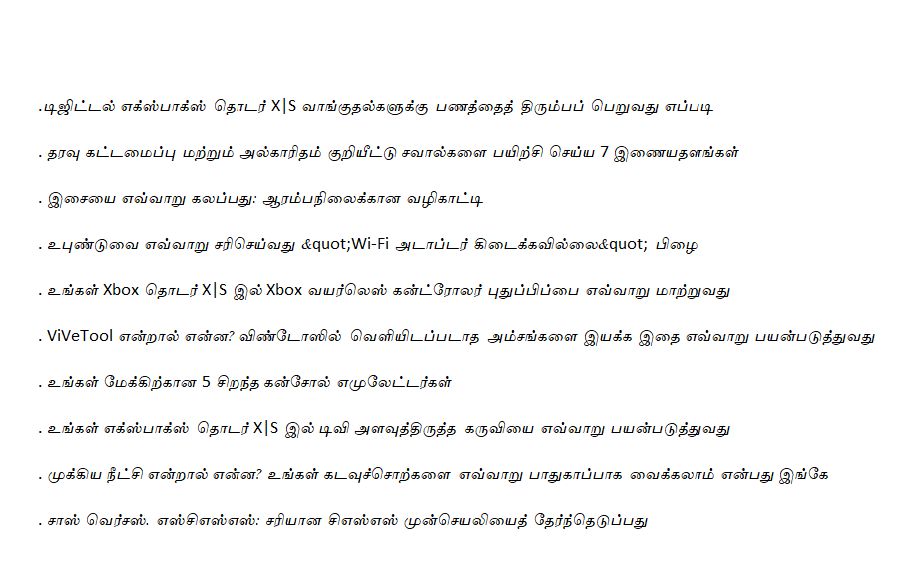 .டிஜிட்டல் எக்ஸ்பாக்ஸ் தொடர் X|S வாங்குதல்களுக்கு பணத்தைத் திரும்பப் பெறுவது எப்படி
. தரவு கட்டமைப்பு மற்றும் அல்காரிதம் குறியீட்டு சவால்களை பயிற்சி செய்ய 7 இணையதளங்கள்
. இசையை எவ்வாறு கலப்பது: ஆரம்பநிலைக்கான வழிகாட்டி
. உபுண்டுவை எவ்வாறு சரிசெய்வது &quot;Wi-Fi அடாப்டர் கிடைக்கவில்லை&quot; பிழை
. உங்கள் Xbox தொடர் X|S இல் Xbox வயர்லெஸ் கன்ட்ரோலர் புதுப்பிப்பை எவ்வாறு மாற்றுவது
. ViVeTool என்றால் என்ன? விண்டோஸில் வெளியிடப்படாத அம்சங்களை இயக்க இதை எவ்வாறு பயன்படுத்துவது
. உங்கள் மேக்கிற்கான 5 சிறந்த கன்சோல் எமுலேட்டர்கள்
. உங்கள் எக்ஸ்பாக்ஸ் தொடர் X|S இல் டிவி அளவுத்திருத்த கருவியை எவ்வாறு பயன்படுத்துவது
. முக்கிய நீட்சி என்றால் என்ன? உங்கள் கடவுச்சொற்களை எவ்வாறு பாதுகாப்பாக வைக்கலாம் என்பது இங்கே
. சாஸ் வெர்சஸ். எஸ்சிஎஸ்எஸ்: சரியான சிஎஸ்எஸ் முன்செயலியைத் தேர்ந்தெடுப்பது